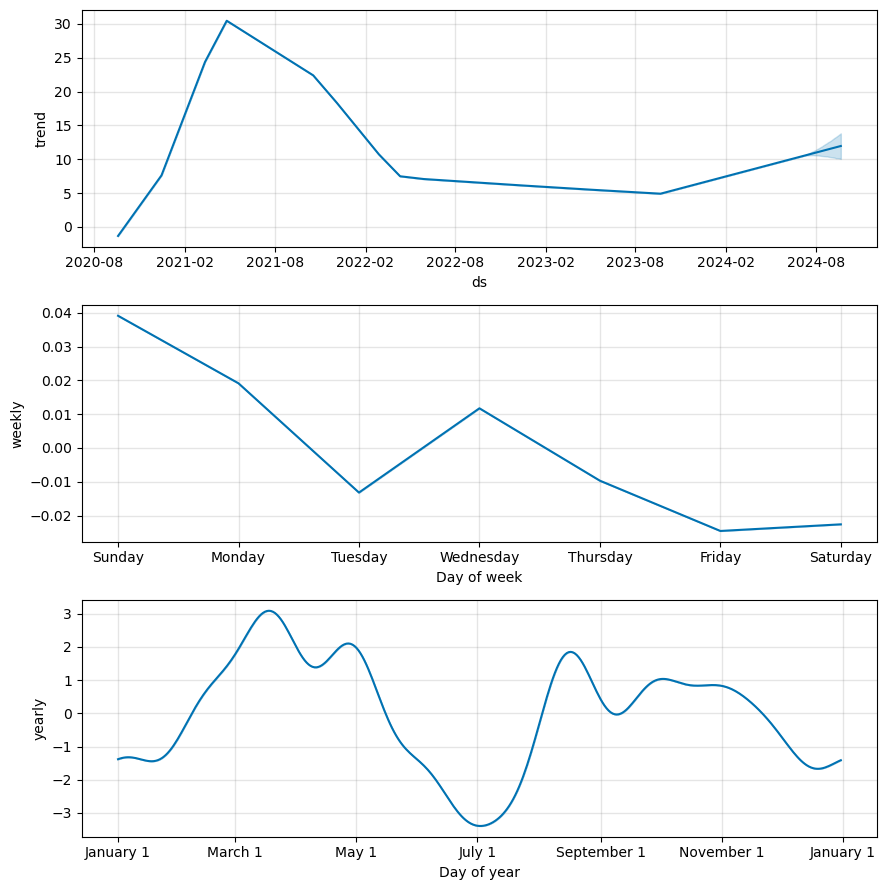 30
25
20
15
10
5
0
trend
2020-08 2021-02 2021-08 2022-02 2022-08 2023-02 2023-08 2024-02 2024-08
ds
0.04
0.03
0.02
0.01
0.00
−0.01
−0.02
weekly
Sunday Monday Tuesday Wednesday Thursday Friday Saturday
Day of week
3
2
1
0
−1
−2
−3
yearly
January 1 March 1 May 1 July 1 September 1 November 1 January 1
Day of year